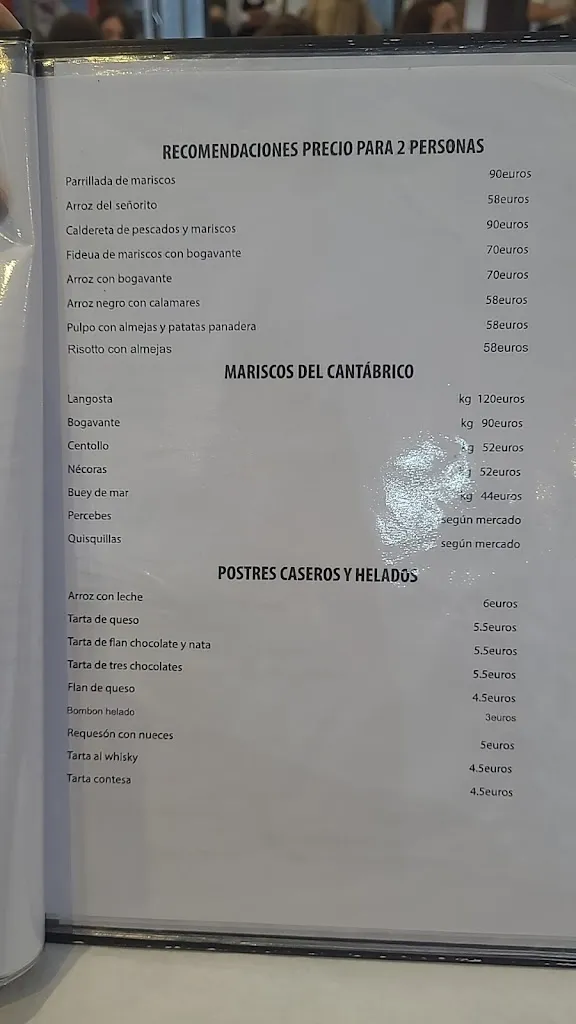 RECOMENDACIONES PRECIO PARA 2 PERSONAS
Parrillada de mariscos 90euros
Arroz del señorito 58euros
Caldereta de pescados y mariscos 90euros
Fideua de mariscos con bogavante 70euros
Arroz con bogavante 70euros
Arroz negro con calamares 58euros
Pulpo con almejas y patatas panadera 58euros
Risotto con almejas 58euros
MARISCOS DEL CANTÁBRICO
Langosta kg 120euros
Bogavante kg 90euros
Centollo kg 52euros
Nécoras kg 52euros
Buey de mar kg 44euros
Percebes según mercado
Quisquillas según mercado
POSTRES CASEROS Y HELADOS
Arroz con leche 6euros
Tarta de queso 5.5euros
Tarta de flan chocolate y nata 5.5euros
Tarta de tres chocolates 5.5euros
Flan de queso 4.5euros
Bombon helado 3euros
Requesón con nueces 5euros
Tarta al whisky 4.5euros
Tarta contesa 4.5euros